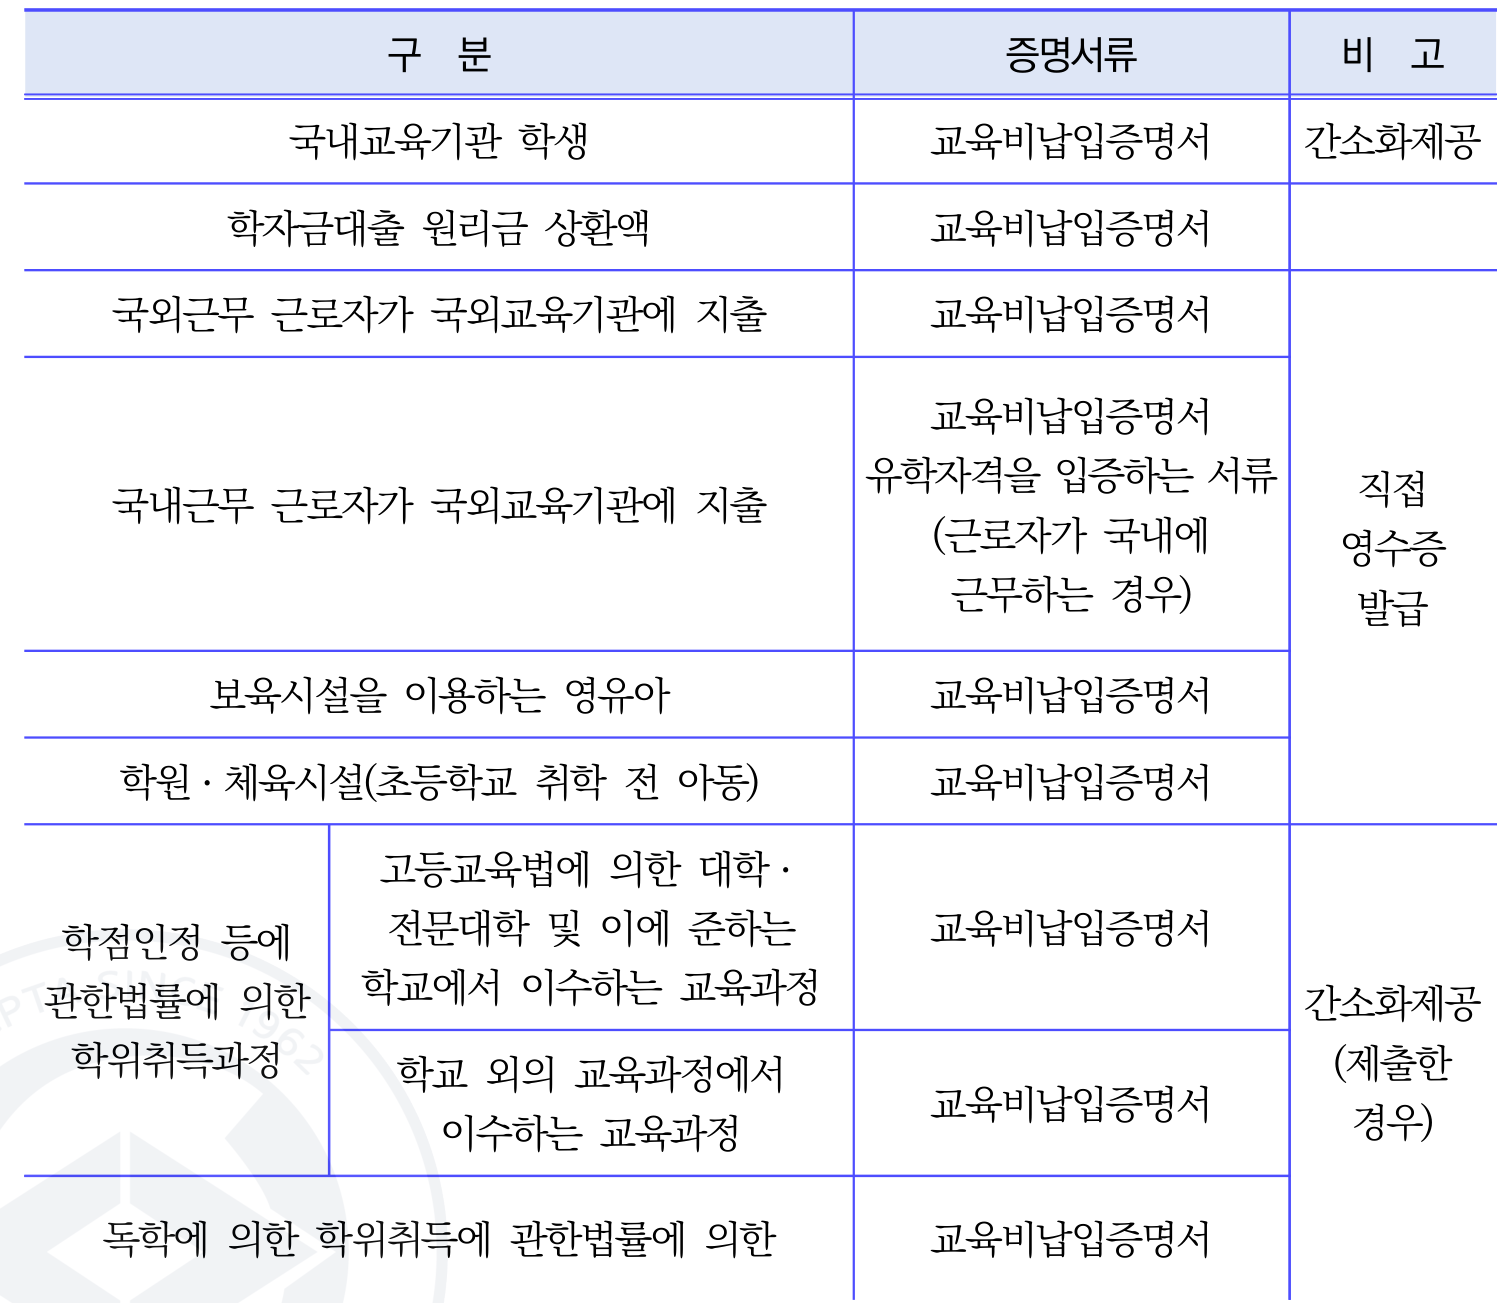 구 분 증명서류 비 고
국내교육기관 학생 교육비납입증명서 간소화제공
학자금대출 원리금 상환액 교육비납입증명서
국외근무 근로자가 국외교육기관에 지출 교육비납입증명서
국내근무 근로자가 국외교육기관에 지출
교육비납입증명서
유학자격을 입증하는 서류
(근로자가 국내에
근무하는 경우)
직접
영수증
발급
보육시설을 이용하는 영유아 교육비납입증명서
학원 · 체육시설(초등학교 취학 전 아동) 교육비납입증명서
학점인정 등에
관한법률에 의한
학위취득과정
고등교육법에 의한 대학 ·
전문대학 및 이에 준하는
학교에서 이수하는 교육과정
교육비납입증명서
학교 외의 교육과정에서
이수하는 교육과정
교육비납입증명서
간소화제공
(제출한
경우)
독학에 의한 학위취득에 관한법률에 의한 교육비납입증명서
SINCE 1962